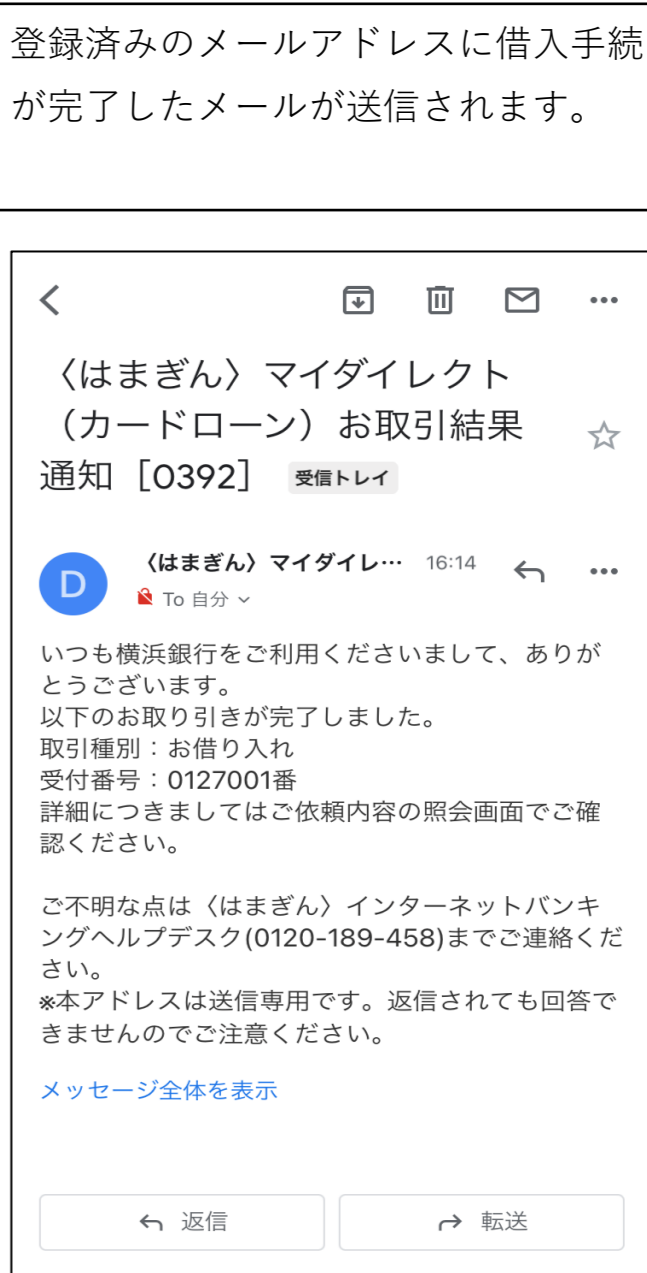 登録済みのメールアドレスに借入手続
が完了したメールが送信されます。
〈はまぎん〉マイダイレクト
（カードローン）お取引結果
通知［0392］ 受信トレイ
D
〈はまぎん〉マイダイレ… 16:14
To 自分
いつも横浜銀行をご利用くださいまして、ありが
とうございます。
以下のお取り引きが完了しました。
取引種別：お借り入れ
受付番号：0127001番
詳細につきましてはご依頼内容の照会画面でご確
認ください。
ご不明な点は〈はまぎん〉インターネットバンキ
ングヘルプデスク(0120-189-458)までご連絡くだ
さい。
※本アドレスは送信専用です。返信されても回答で
きませんのでご注意ください。
メッセージ全体を表示
返信 転送